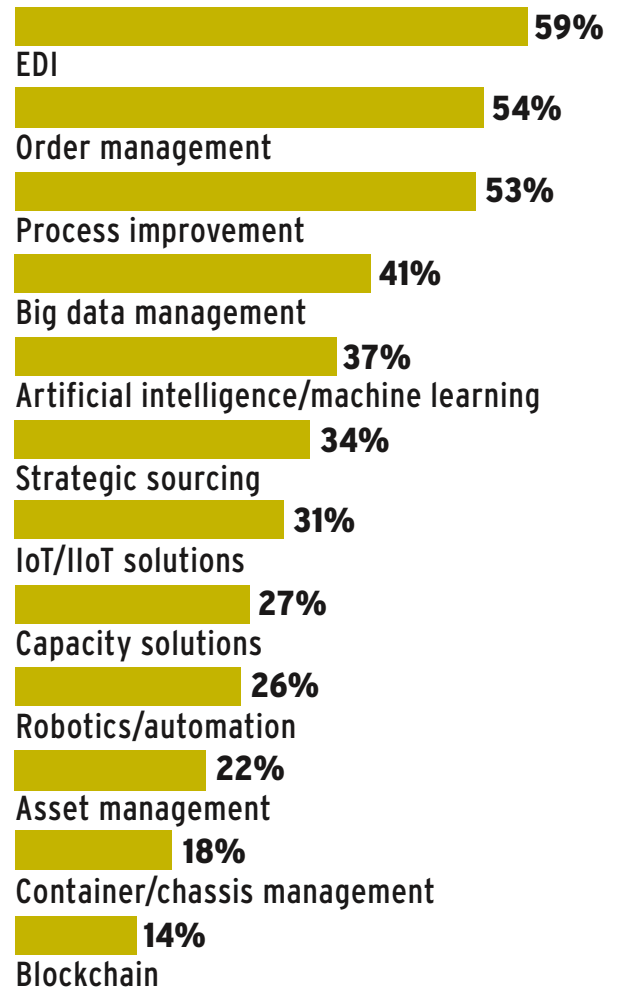 59%
EDI
54%
Order management
53%
Process improvement
41%
Big data management
37%
Artificial intelligence/machine learning
34%
Strategic sourcing
31%
IoT/IIoT solutions
27%
Capacity solutions
26%
Robotics/automation
22%
Asset management
18%
Container/chassis management
14%
Blockchain